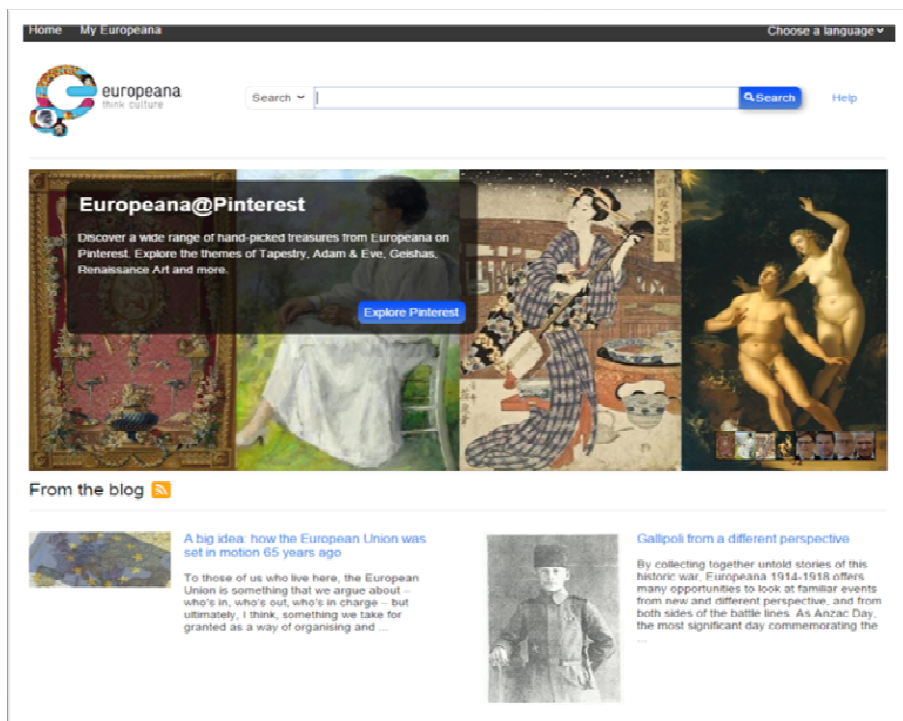 Home My Europeana Choose a language
europeana
think culture
Search
Search
Help
Europeana@Pinterest
Discover a wide range of hand-picked treasures from Europeana on
Pinterest. Explore the themes of Tapestry, Adam & Eve, Geishas,
Renaissance Art and more.
Explore Pinterest
From the blog
A big idea: how the European Union was
set in motion 65 years ago
To those of us who live here, the European
Union is something that we argue about –
who's in, who's out, who's in charge – but
ultimately, I think, something we take for
granted as a way of organising and ...
Gallipoli from a different perspective
By collecting together untold stories of this
historic war, Europeana 1914-1918 offers
many opportunities to look at familiar events
from new and different perspective, and from
both sides of the battle lines. As Anzac Day,
the most significant day commemorating the
...